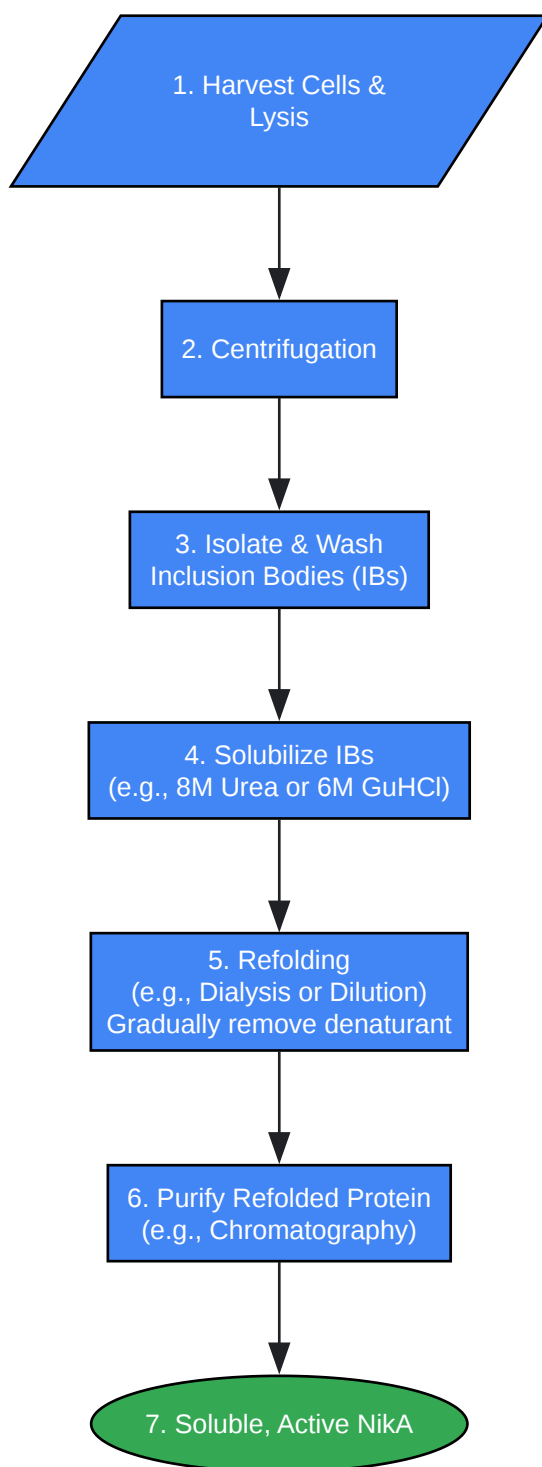 1. Harvest Cells &
Lysis
2. Centrifugation
3. Isolate & Wash
Inclusion Bodies (IBs)
4. Solubilize IBs
(e.g., 8M Urea or 6M GuHCl)
5. Refolding
(e.g., Dialysis or Dilution)
Gradually remove denaturant
6. Purify Refolded Protein
(e.g., Chromatography)
7. Soluble, Active NikA